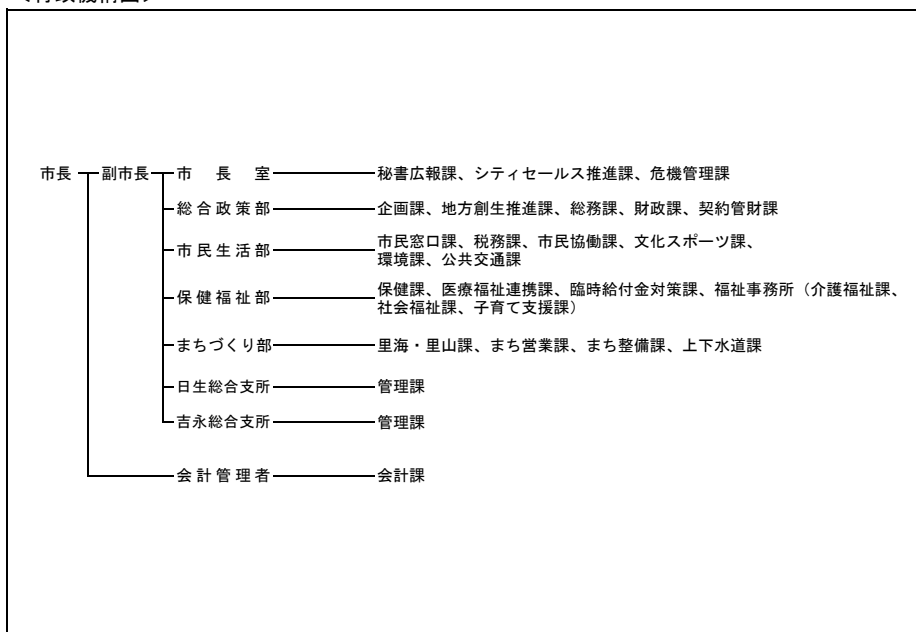 市長 副市長 市長室 秘書広報課、シティセールス推進課、危機管理課
総合政策部 企画課、地方創生推進課、総務課、財政課、契約管財課
市民生活部 市民窓口課、税務課、市民協働課、文化スポーツ課、
環境課、公共交通課
保健福祉部 保健課、医療福祉連携課、臨時給付金対策課、福祉事務所（介護福祉課、
社会福祉課、子育て支援課）
まちづくり部 里海・里山課、まち営業課、まち整備課、上下水道課
日生総合支所 管理課
吉永総合支所 管理課
会計管理者 会計課